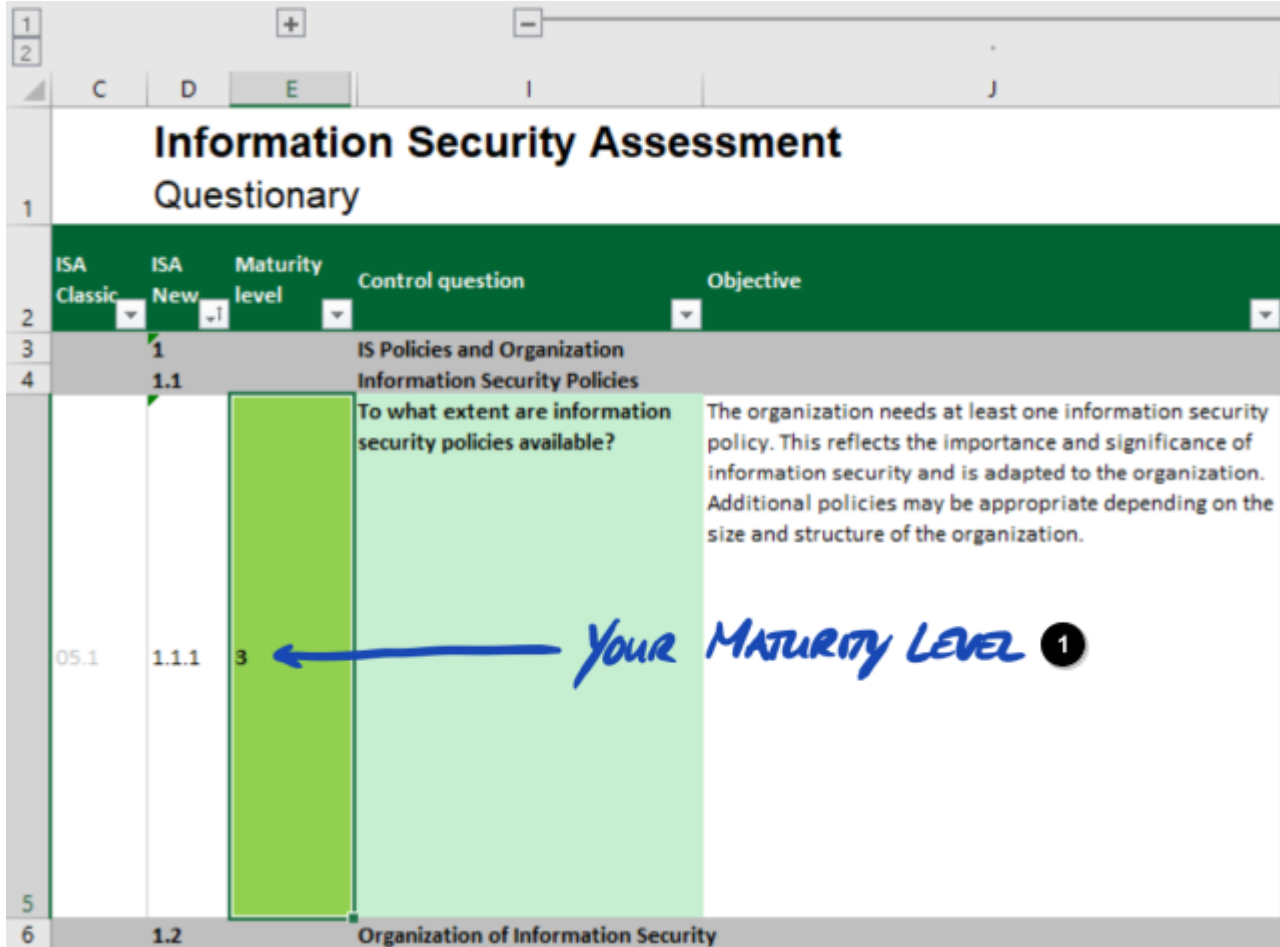 1
2
+
−
C D E I J
Information Security Assessment
Questionary
1
ISA Classic ISA New Maturity level Control question Objective
2
3 1 IS Policies and Organization
4 1.1 Information Security Policies
To what extent are information
security policies available?
The organization needs at least one information security
policy. This reflects the importance and significance of
information security and is adapted to the organization.
Additional policies may be appropriate depending on the
size and structure of the organization.
05.1 1.1.1 3 YOUR MATURITY LEVEL 1
5
6 1.2 Organization of Information Security